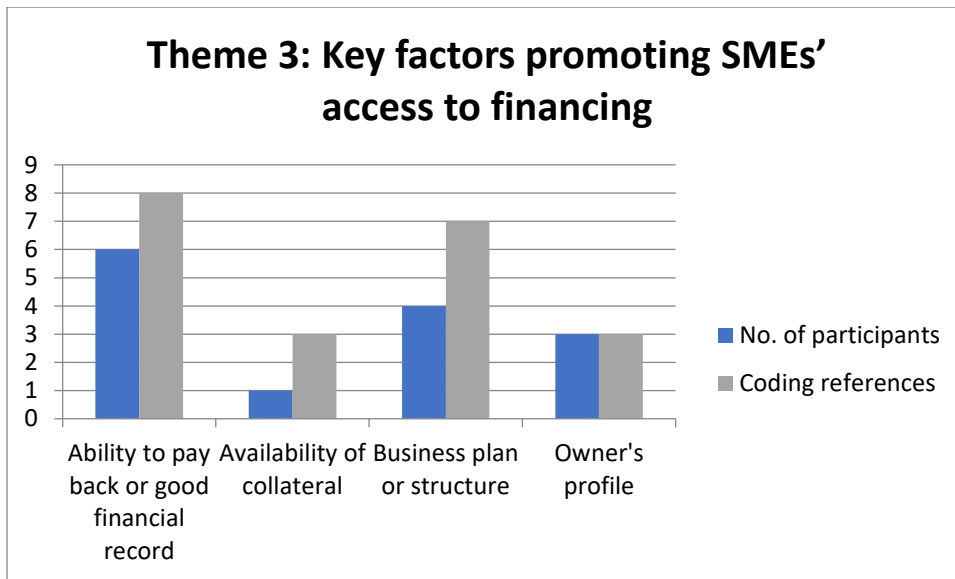 Theme 3: Key factors promoting SMEs’
access to financing
9
8
7
6
5
4
3
2
1
0
Ability to pay
back or good
financial
record
Availability of
collateral
Business plan
or structure
Owner's
profile
No. of participants
Coding references